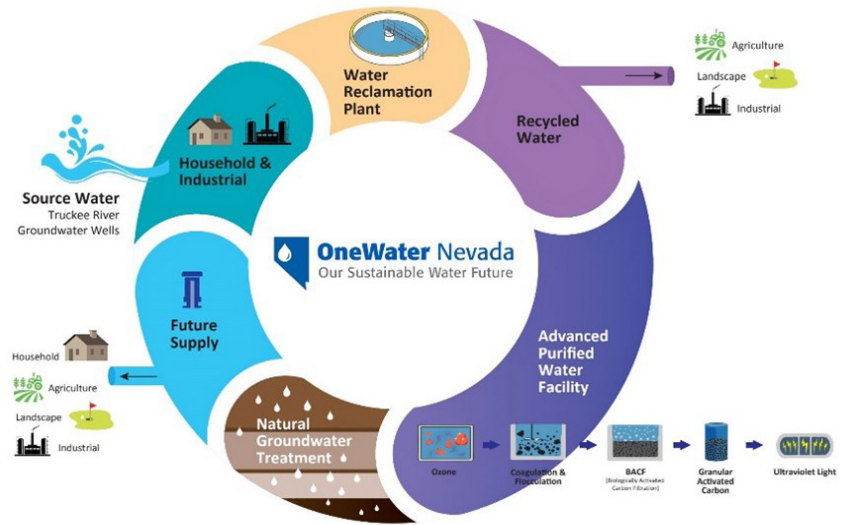 Water
Reclamation
Plant
Recycled
Water
Agriculture
Landscape
Industrial
Household &
Industrial
Source Water
Truckee River
Groundwater Wells
OneWater Nevada
Our Sustainable Water Future
Future
Supply
Household
Agriculture
Landscape
Industrial
Natural
Groundwater
Treatment
Advanced
Purified
Water
Facility
Ozone
Coagulation &
Flocculation
BACF
(Biologically Activated
Carbon Filtration)
Granular
Activated
Carbon
Ultraviolet Light